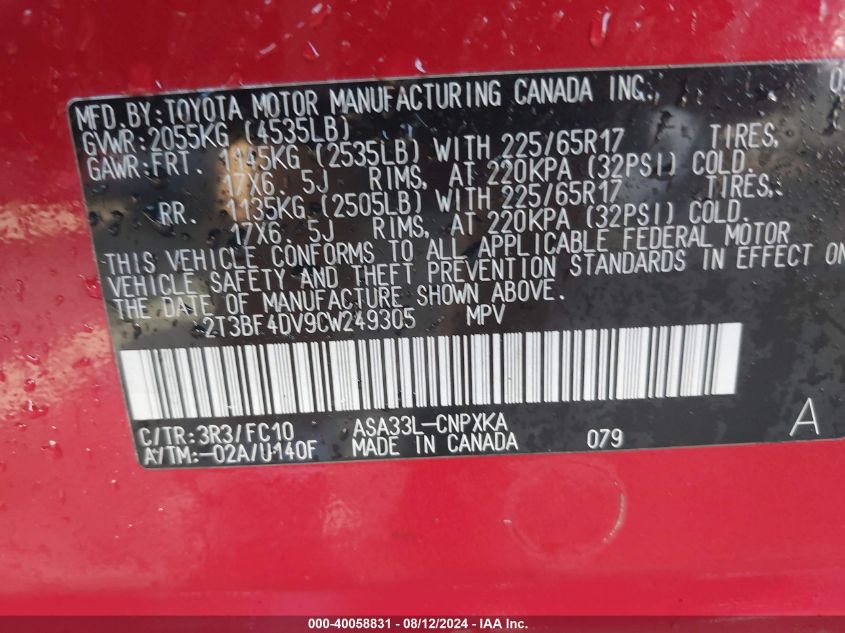 MFD. BY: TOYOTA MOTOR MANUFACTURING CANADA INC.
GVWR: 2055KG (4535LB)
GAWR: FRT. 1145KG (2535LB) WITH 225/65R17 TIRES,
17X6. 5J RIMS, AT 220KPA (32PSI) COLD.
RR. 1135KG (2505LB) WITH 225/65R17 TIRES,
17X6. 5J RIMS, AT 220KPA (32PSI) COLD.
THIS VEHICLE CONFORMS TO ALL APPLICABLE FEDERAL MOTOR
VEHICLE SAFETY AND THEFT PREVENTION STANDARDS IN EFFECT ON
THE DATE OF MANUFACTURE SHOWN ABOVE.
2T3BF4DV9CW249305 MPV
C/TR: 3R3/FC10 ASA33L-CNPXKA
A/TM: -02A/U140F MADE IN CANADA 079 A
000-40058831 - 08/12/2024 - IAA Inc.